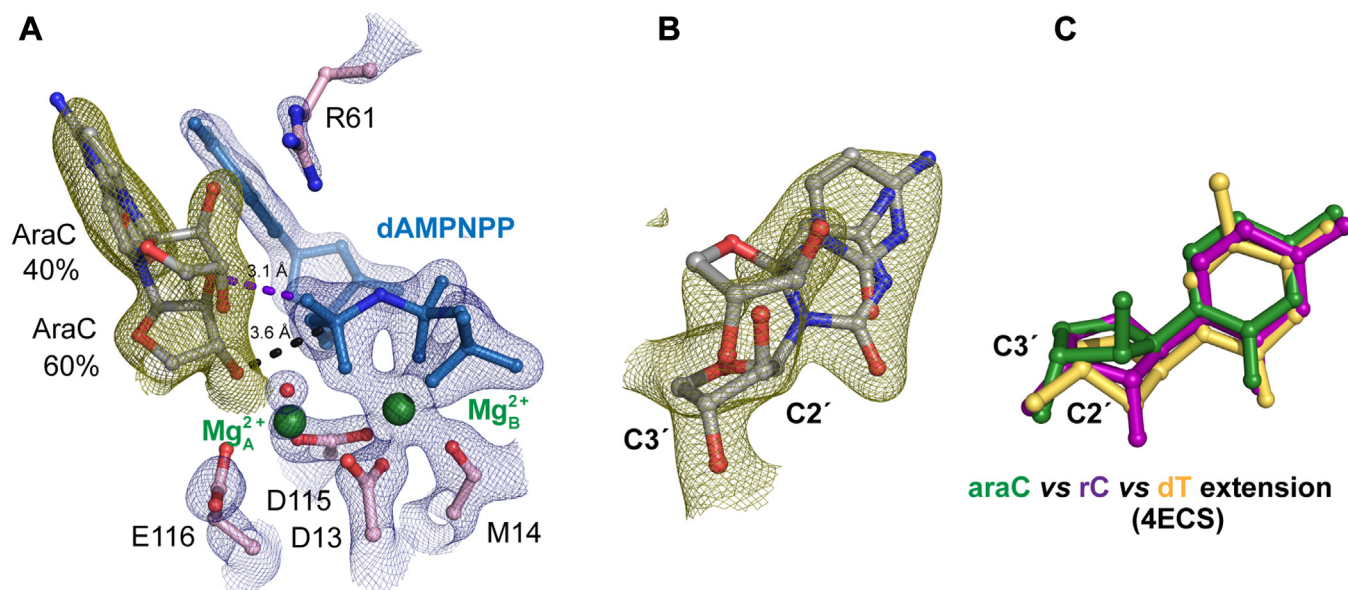 A
B
C
R61
dAMPNPP
AraC
40%
3.1 Å
AraC
60%
3.6 Å
Mg²⁺A
Mg²⁺B
E116
D115
D13
M14
C3´
C2´
C3´
C2´
araC vs rC vs dT extension
(4ECS)